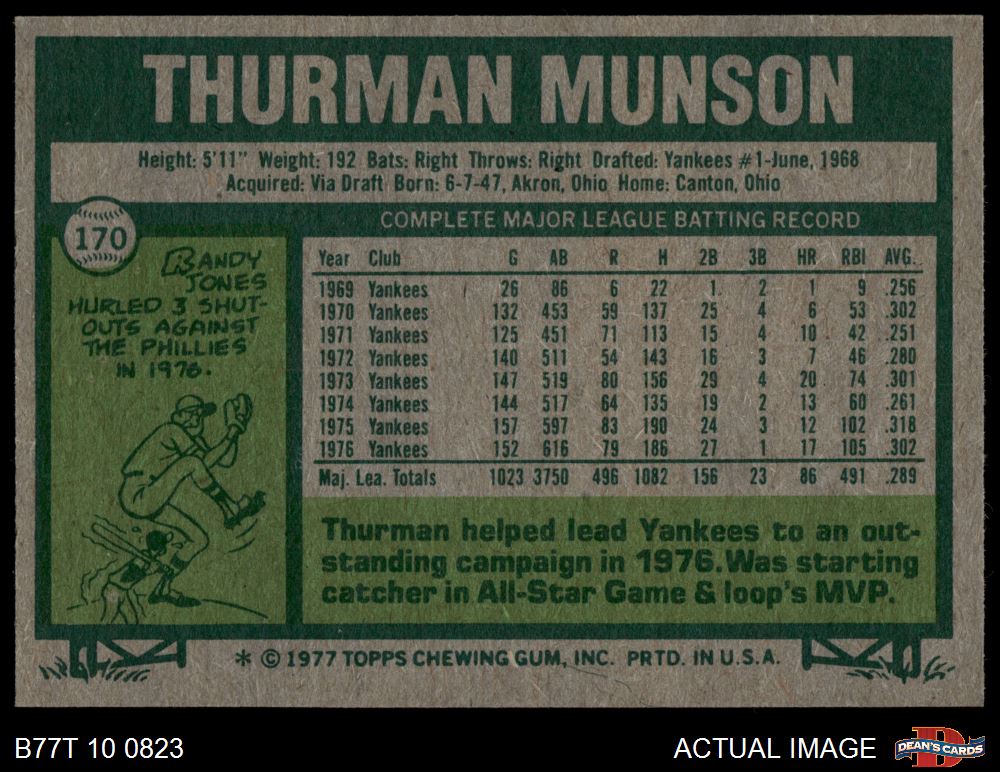 THURMAN MUNSON
Height: 5'11" Weight: 192 Bats: Right Throws: Right Drafted: Yankees #1-June, 1968
Acquired: Via Draft Born: 6-7-47, Akron, Ohio Home: Canton, Ohio
COMPLETE MAJOR LEAGUE BATTING RECORD
170
RANDY
JONES
HURLED 3 SHUT-
OUTS AGAINST
THE PHILLIES
IN 1976.
Year Club G AB R H 2B 3B HR RBI AVG.
1969 Yankees 26 86 6 22 1 2 1 9 .256
1970 Yankees 132 453 59 137 25 4 6 53 .302
1971 Yankees 125 451 71 113 15 4 10 42 .251
1972 Yankees 140 511 54 143 16 3 7 46 .280
1973 Yankees 147 519 80 156 29 4 20 74 .301
1974 Yankees 144 517 64 135 19 2 13 60 .261
1975 Yankees 157 597 83 190 24 3 12 102 .318
1976 Yankees 152 616 79 186 27 1 17 105 .302
Maj. Lea. Totals 1023 3750 496 1082 156 23 86 491 .289
Thurman helped lead Yankees to an out-
standing campaign in 1976. Was starting
catcher in All-Star Game & loop's MVP.
* © 1977 TOPPS CHEWING GUM, INC. PRTD. IN U.S.A.
B77T 10 0823
ACTUAL IMAGE
D
DEAN'S CARDS